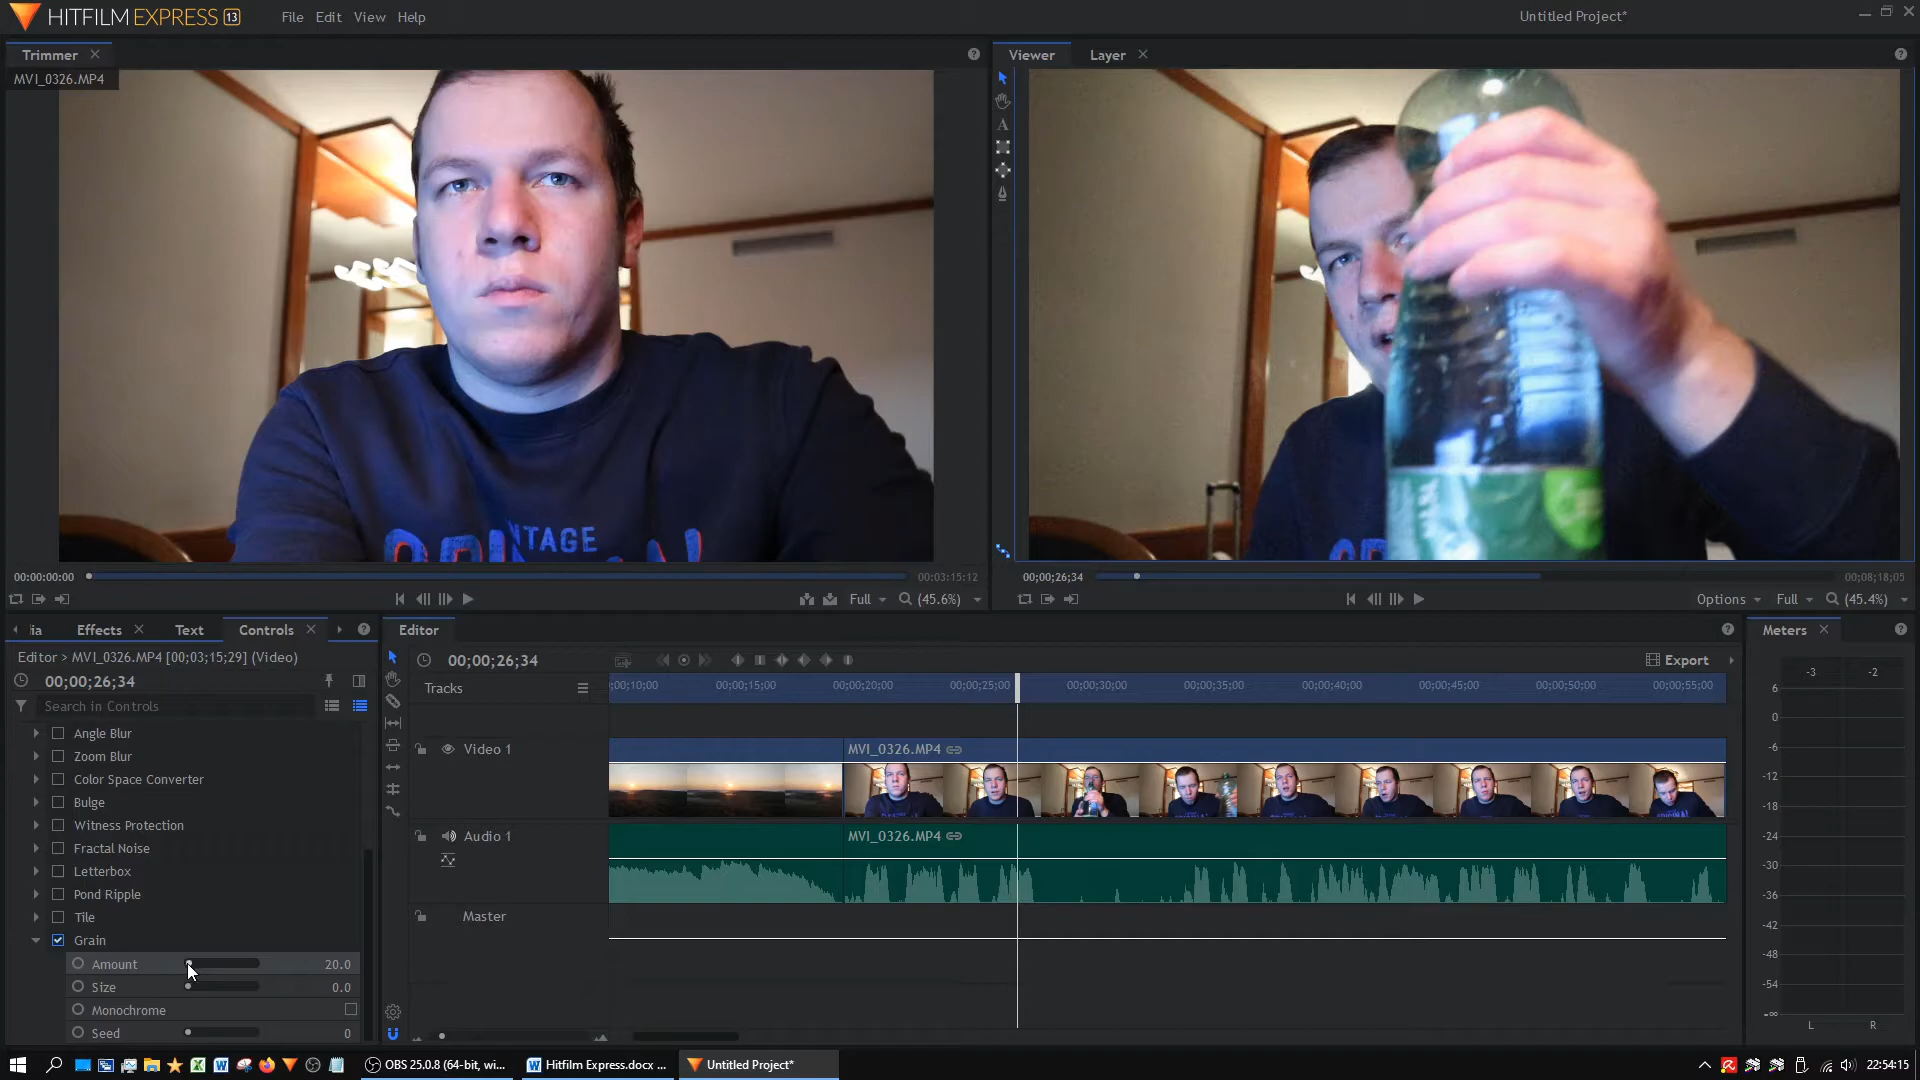 HITFILM EXPRESS 13
File Edit View Help
Untitled Project*
Trimmer
MVI_0326.MP4
Viewer Layer
TAGE
00:00:00:00
00:03:15:12
Full (45.6%)
00;00;26;34
00;08;18;05
Options Full (45.4%)
ia Effects Text Controls
Editor > MVI_0326.MP4 [00;03;15;29] (Video)
00;00;26;34
Search in Controls
Angle Blur
Zoom Blur
Color Space Converter
Bulge
Witness Protection
Fractal Noise
Letterbox
Pond Ripple
Tile
Grain
Amount 20.0
Size 0.0
Monochrome
Seed 0
Editor
00;00;26;34
Export
Tracks
;00;10;00 00;00;15;00 00;00;20;00 00;00;25;00 00;00;30;00 00;00;35;00 00;00;40;00 00;00;45;00 00;00;50;00 00;00;55;00
Video 1
MVI_0326.MP4
Audio 1
MVI_0326.MP4
Master
Meters
-3 -2
6
0
-6
-12
-18
-24
-30
-36
-42
-48
-54
-∞
L R
OBS 25.0.8 (64-bit, wi...
Hitfilm Express.docx ...
Untitled Project*
22:54:15